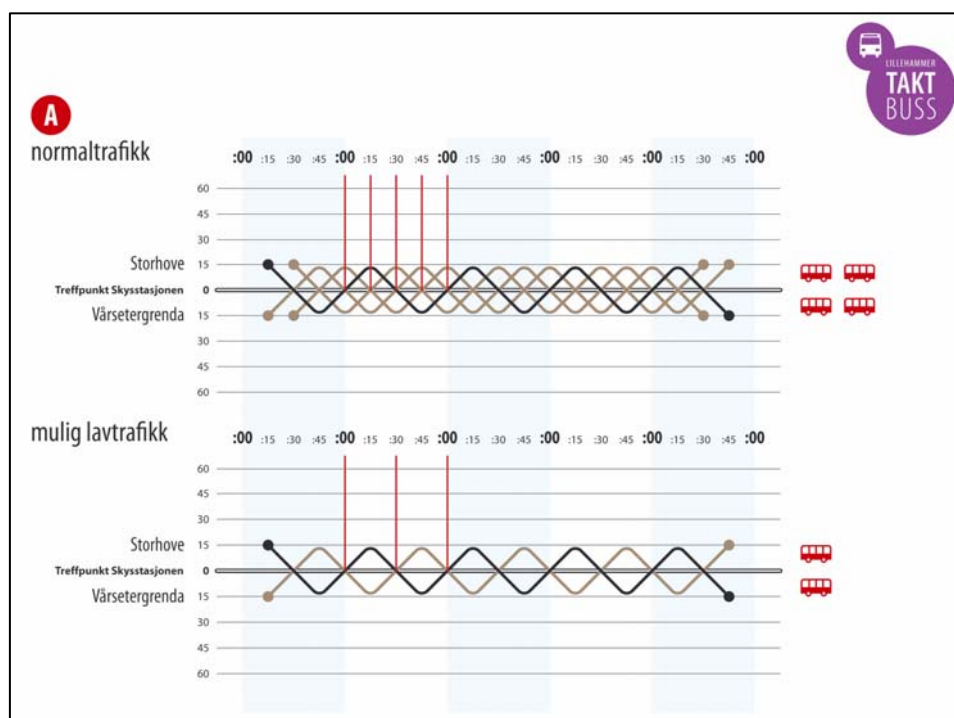 LILLEHAMMER
TAKT
BUSS
A
normaltrafikk
:00 :15 :30 :45 :00 :15 :30 :45 :00 :15 :30 :45 :00 :15 :30 :45 :00 :15 :30 :45 :00
60
45
30
Storhove 15
Treffpunkt Skysstasjonen 0
Vårsetergrenda 15
30
45
60
mulig lavtrafikk
:00 :15 :30 :45 :00 :15 :30 :45 :00 :15 :30 :45 :00 :15 :30 :45 :00 :15 :30 :45 :00
60
45
30
Storhove 15
Treffpunkt Skysstasjonen 0
Vårsetergrenda 15
30
45
60